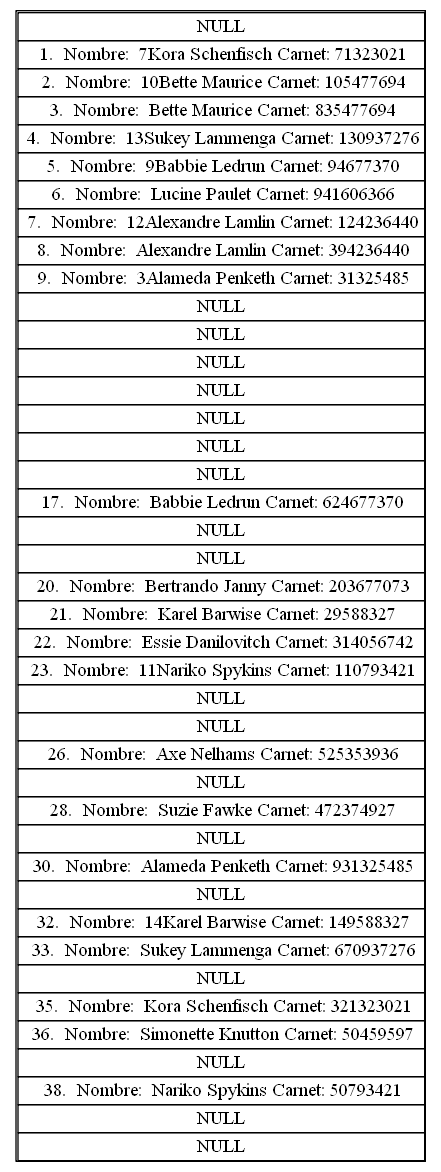 NULL
1. Nombre: 7Kora Schenfisch Carnet: 71323021
2. Nombre: 10Bette Maurice Carnet: 105477694
3. Nombre: Bette Maurice Carnet: 835477694
4. Nombre: 13Sukey Lammenga Carnet: 130937276
5. Nombre: 9Babbie Ledrun Carnet: 94677370
6. Nombre: Lucine Paulet Carnet: 941606366
7. Nombre: 12Alexandre Lamlin Carnet: 124236440
8. Nombre: Alexandre Lamlin Carnet: 394236440
9. Nombre: 3Alameda Penketh Carnet: 31325485
NULL
NULL
NULL
NULL
NULL
NULL
NULL
17. Nombre: Babbie Ledrun Carnet: 624677370
NULL
NULL
20. Nombre: Bertrando Janny Carnet: 203677073
21. Nombre: Karel Barwise Carnet: 29588327
22. Nombre: Essie Danilovitch Carnet: 314056742
23. Nombre: 11Nariko Spykins Carnet: 110793421
NULL
NULL
26. Nombre: Axe Nelhams Carnet: 525353936
NULL
28. Nombre: Suzie Fawke Carnet: 472374927
NULL
30. Nombre: Alameda Penketh Carnet: 931325485
NULL
32. Nombre: 14Karel Barwise Carnet: 149588327
33. Nombre: Sukey Lammenga Carnet: 670937276
NULL
35. Nombre: Kora Schenfisch Carnet: 321323021
36. Nombre: Simonette Knutton Carnet: 50459597
NULL
38. Nombre: Nariko Spykins Carnet: 50793421
NULL
NULL